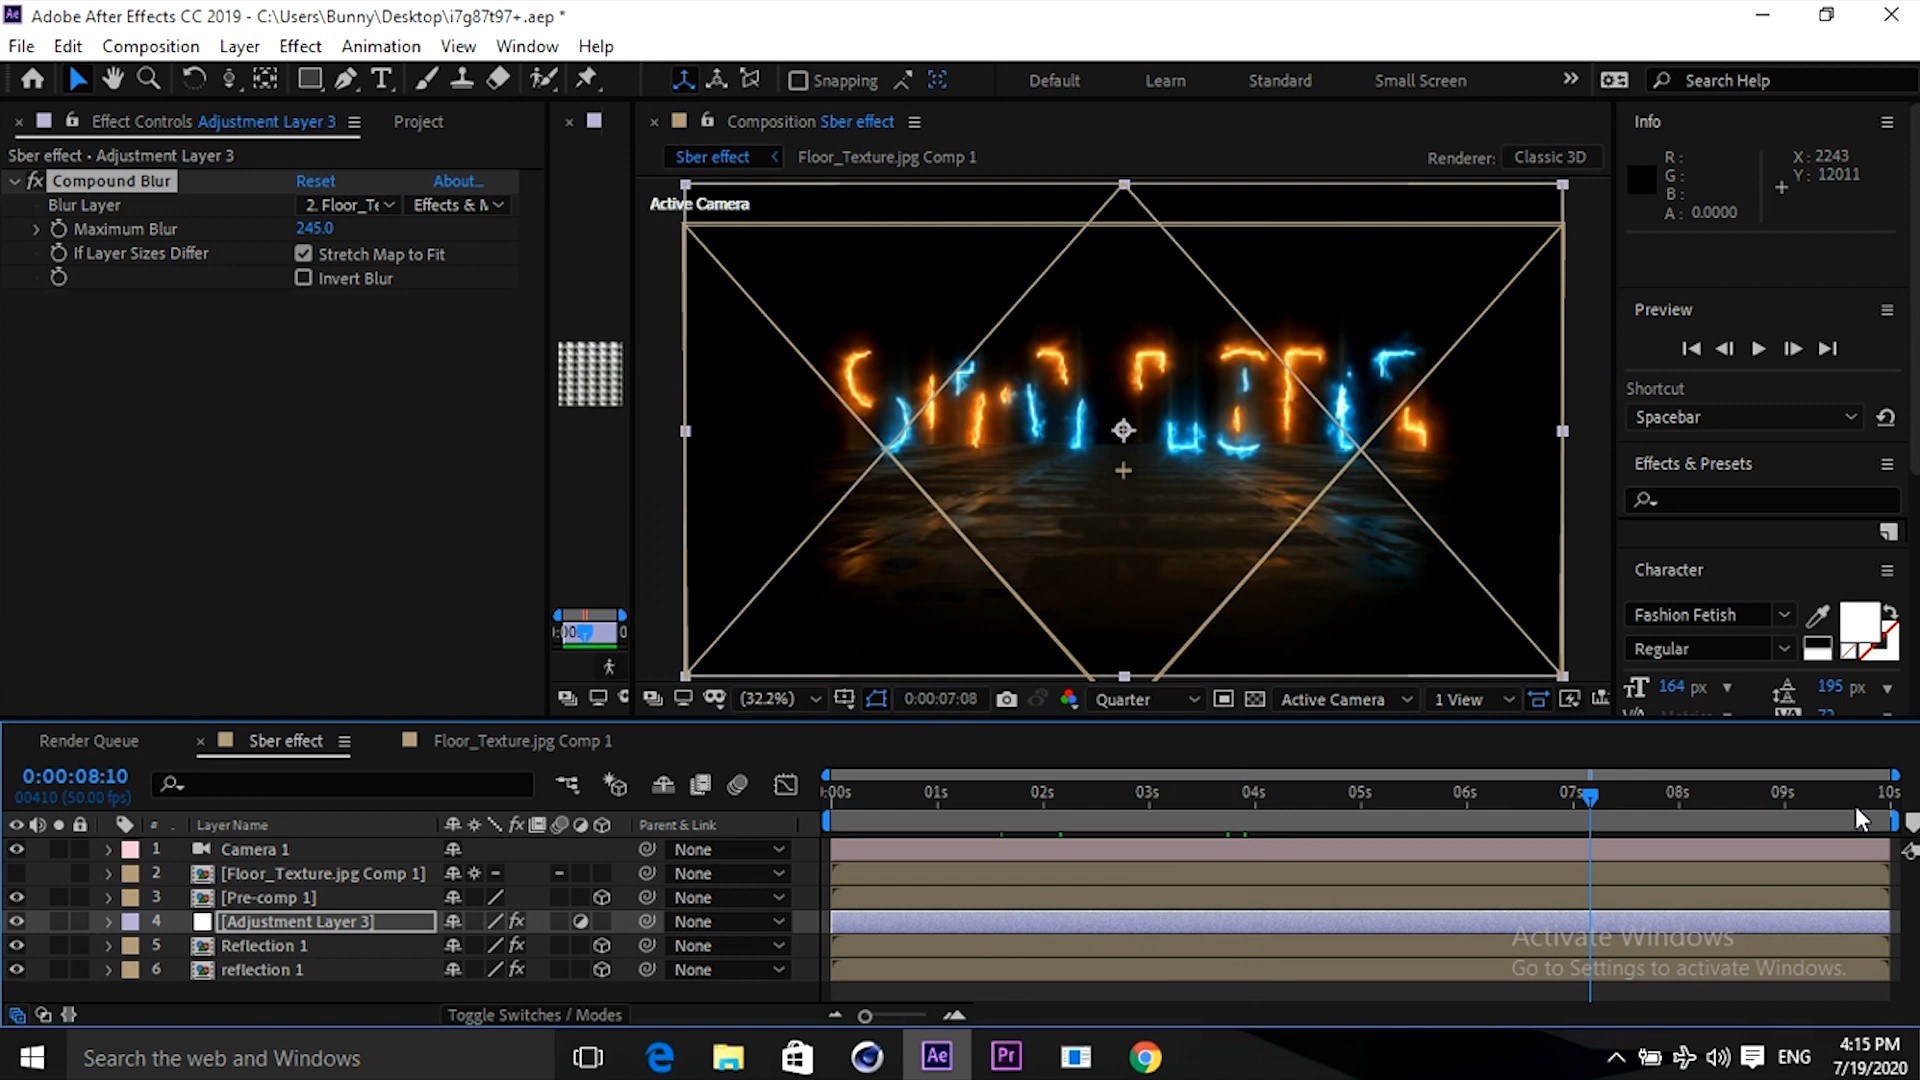 Adobe After Effects CC 2019 - C:\Users\Bunny\Desktop\i7g87t97+.aep *
File Edit Composition Layer Effect Animation View Window Help
Snapping Default Learn Standard Small Screen Search Help
Effect Controls Adjustment Layer 3 Project
Composition Sber effect
Info
Sber effect • Adjustment Layer 3
Sber effect Floor_Texture.jpg Comp 1 Renderer: Classic 3D
fx Compound Blur Reset About...
Blur Layer 2. Floor_Te Effects & M
Maximum Blur 245.0
If Layer Sizes Differ Stretch Map to Fit
Invert Blur
Active Camera
R: X: 2243
G: Y: 12011
B:
A: 0.0000
Preview
Shortcut
Spacebar
Effects & Presets
Character
Fashion Fetish
Regular
164 px 195 px
(32.2%) 0:00:07:08 Quarter Active Camera 1 View
Render Queue Sber effect Floor_Texture.jpg Comp 1
0:00:08:10
00410 (50.00 fps)
:00s 01s 02s 03s 04s 05s 06s 07s 08s 09s 10s
# Layer Name Parent & Link
1 Camera 1 None
2 [Floor_Texture.jpg Comp 1] None
3 [Pre-comp 1] None
4 [Adjustment Layer 3] fx None
5 Reflection 1 fx None
6 reflection 1 fx None
Activate Windows
Go to Settings to activate Windows.
Toggle Switches / Modes
Search the web and Windows
Ae Pr
ENG
4:15 PM
7/19/2020